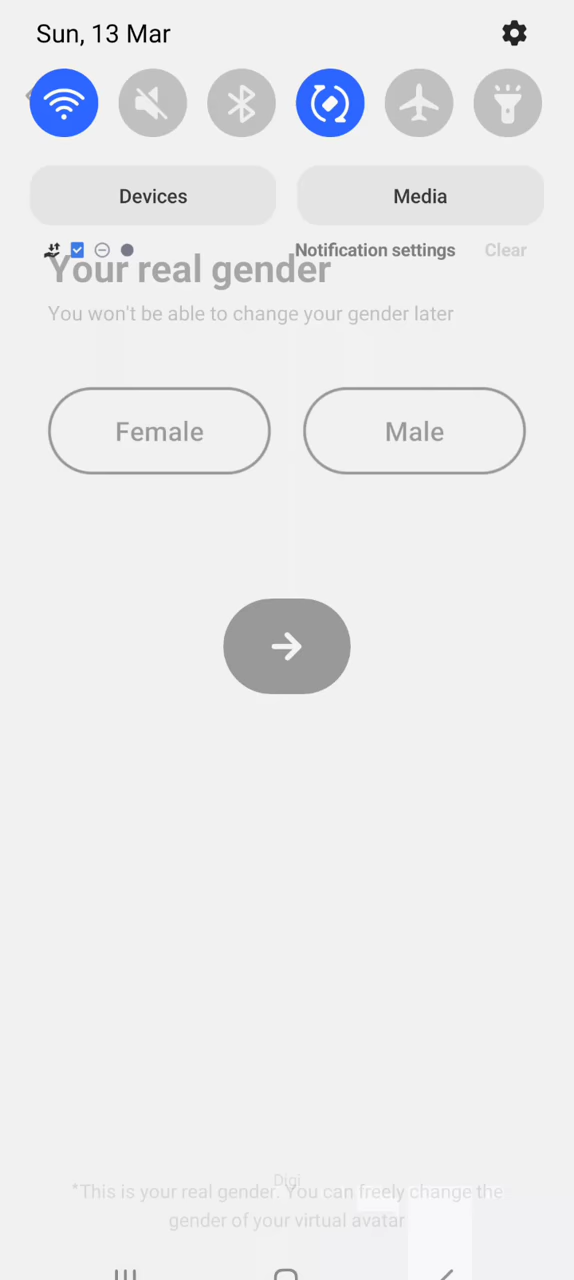 Sun, 13 Mar
Devices
Media
Notification settings
Clear
Your real gender
You won't be able to change your gender later
Female
Male
Digi
*This is your real gender. You can freely change the
gender of your virtual avatar